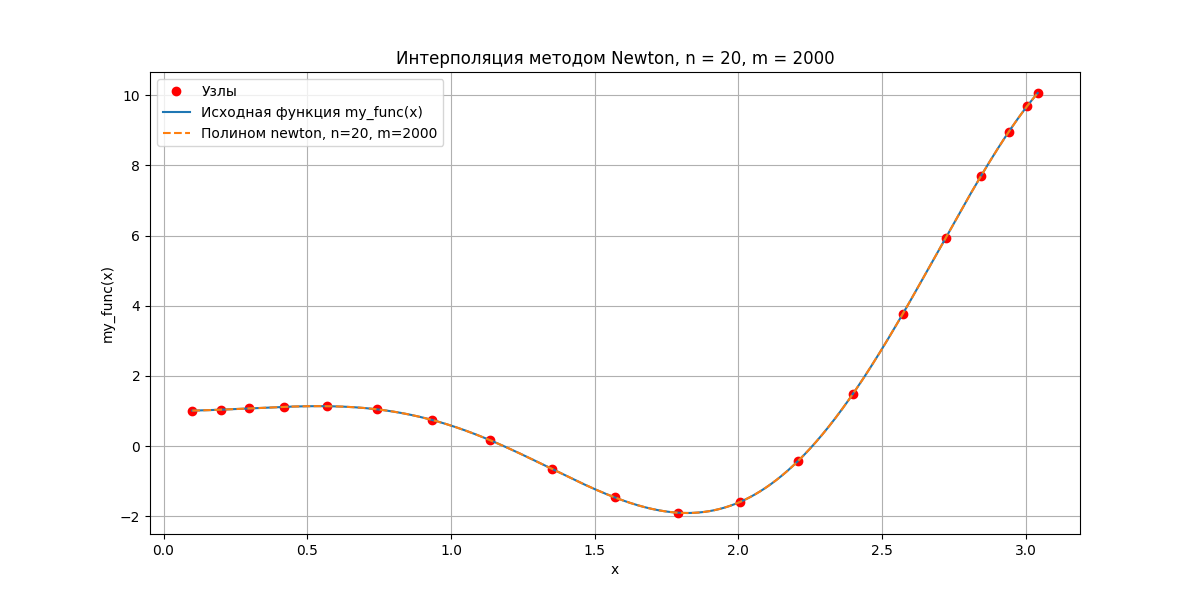 Интерполяция методом Newton, n = 20, m = 2000
Узлы
Исходная функция my_func(x)
Полином newton, n=20, m=2000
10
8
6
4
2
0
−2
my_func(x)
0.0 0.5 1.0 1.5 2.0 2.5 3.0
x